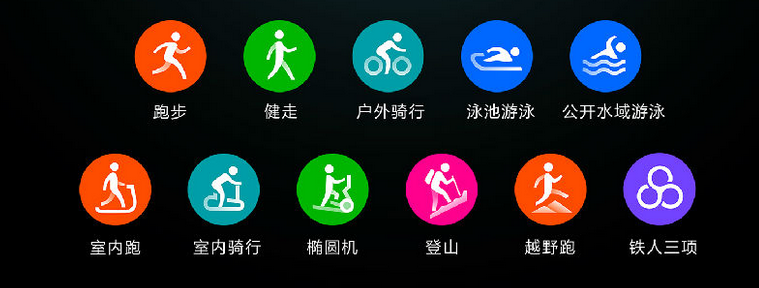 跑步 健走 户外骑行 泳池游泳 公开水域游泳
室内跑 室内骑行 椭圆机 登山 越野跑 铁人三项